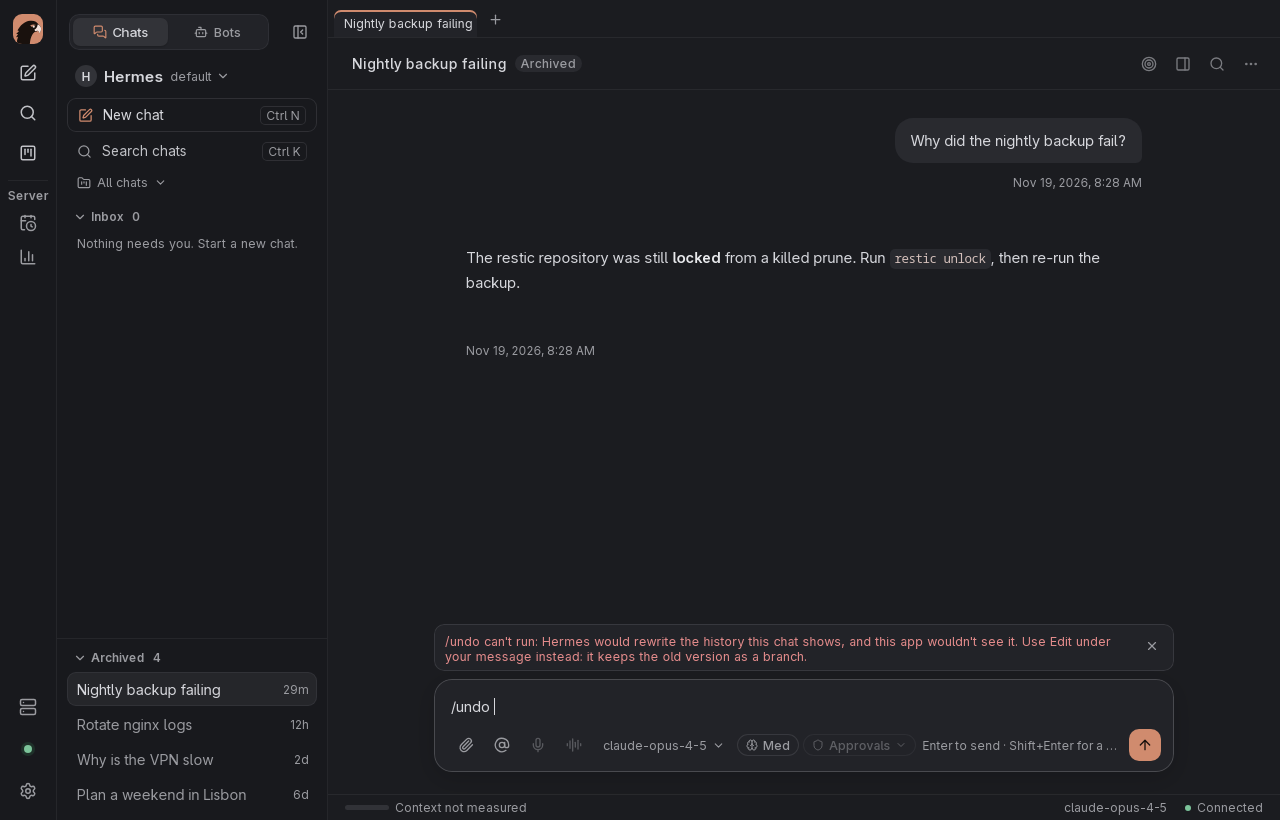 Chats
Bots
H Hermes default
New chat Ctrl N
Search chats Ctrl K
All chats
Server
Inbox 0
Nothing needs you. Start a new chat.
Archived 4
Nightly backup failing 29m
Rotate nginx logs 12h
Why is the VPN slow 2d
Plan a weekend in Lisbon 6d
Nightly backup failing
Nightly backup failing Archived
Why did the nightly backup fail?
Nov 19, 2026, 8:28 AM
The restic repository was still locked from a killed prune. Run restic unlock, then re-run the
backup.
Nov 19, 2026, 8:28 AM
/undo can't run: Hermes would rewrite the history this chat shows, and this app wouldn't see it. Use Edit under
your message instead: it keeps the old version as a branch.
/undo
claude-opus-4-5 Med Approvals Enter to send · Shift+Enter for a ...
Context not measured
claude-opus-4-5 Connected